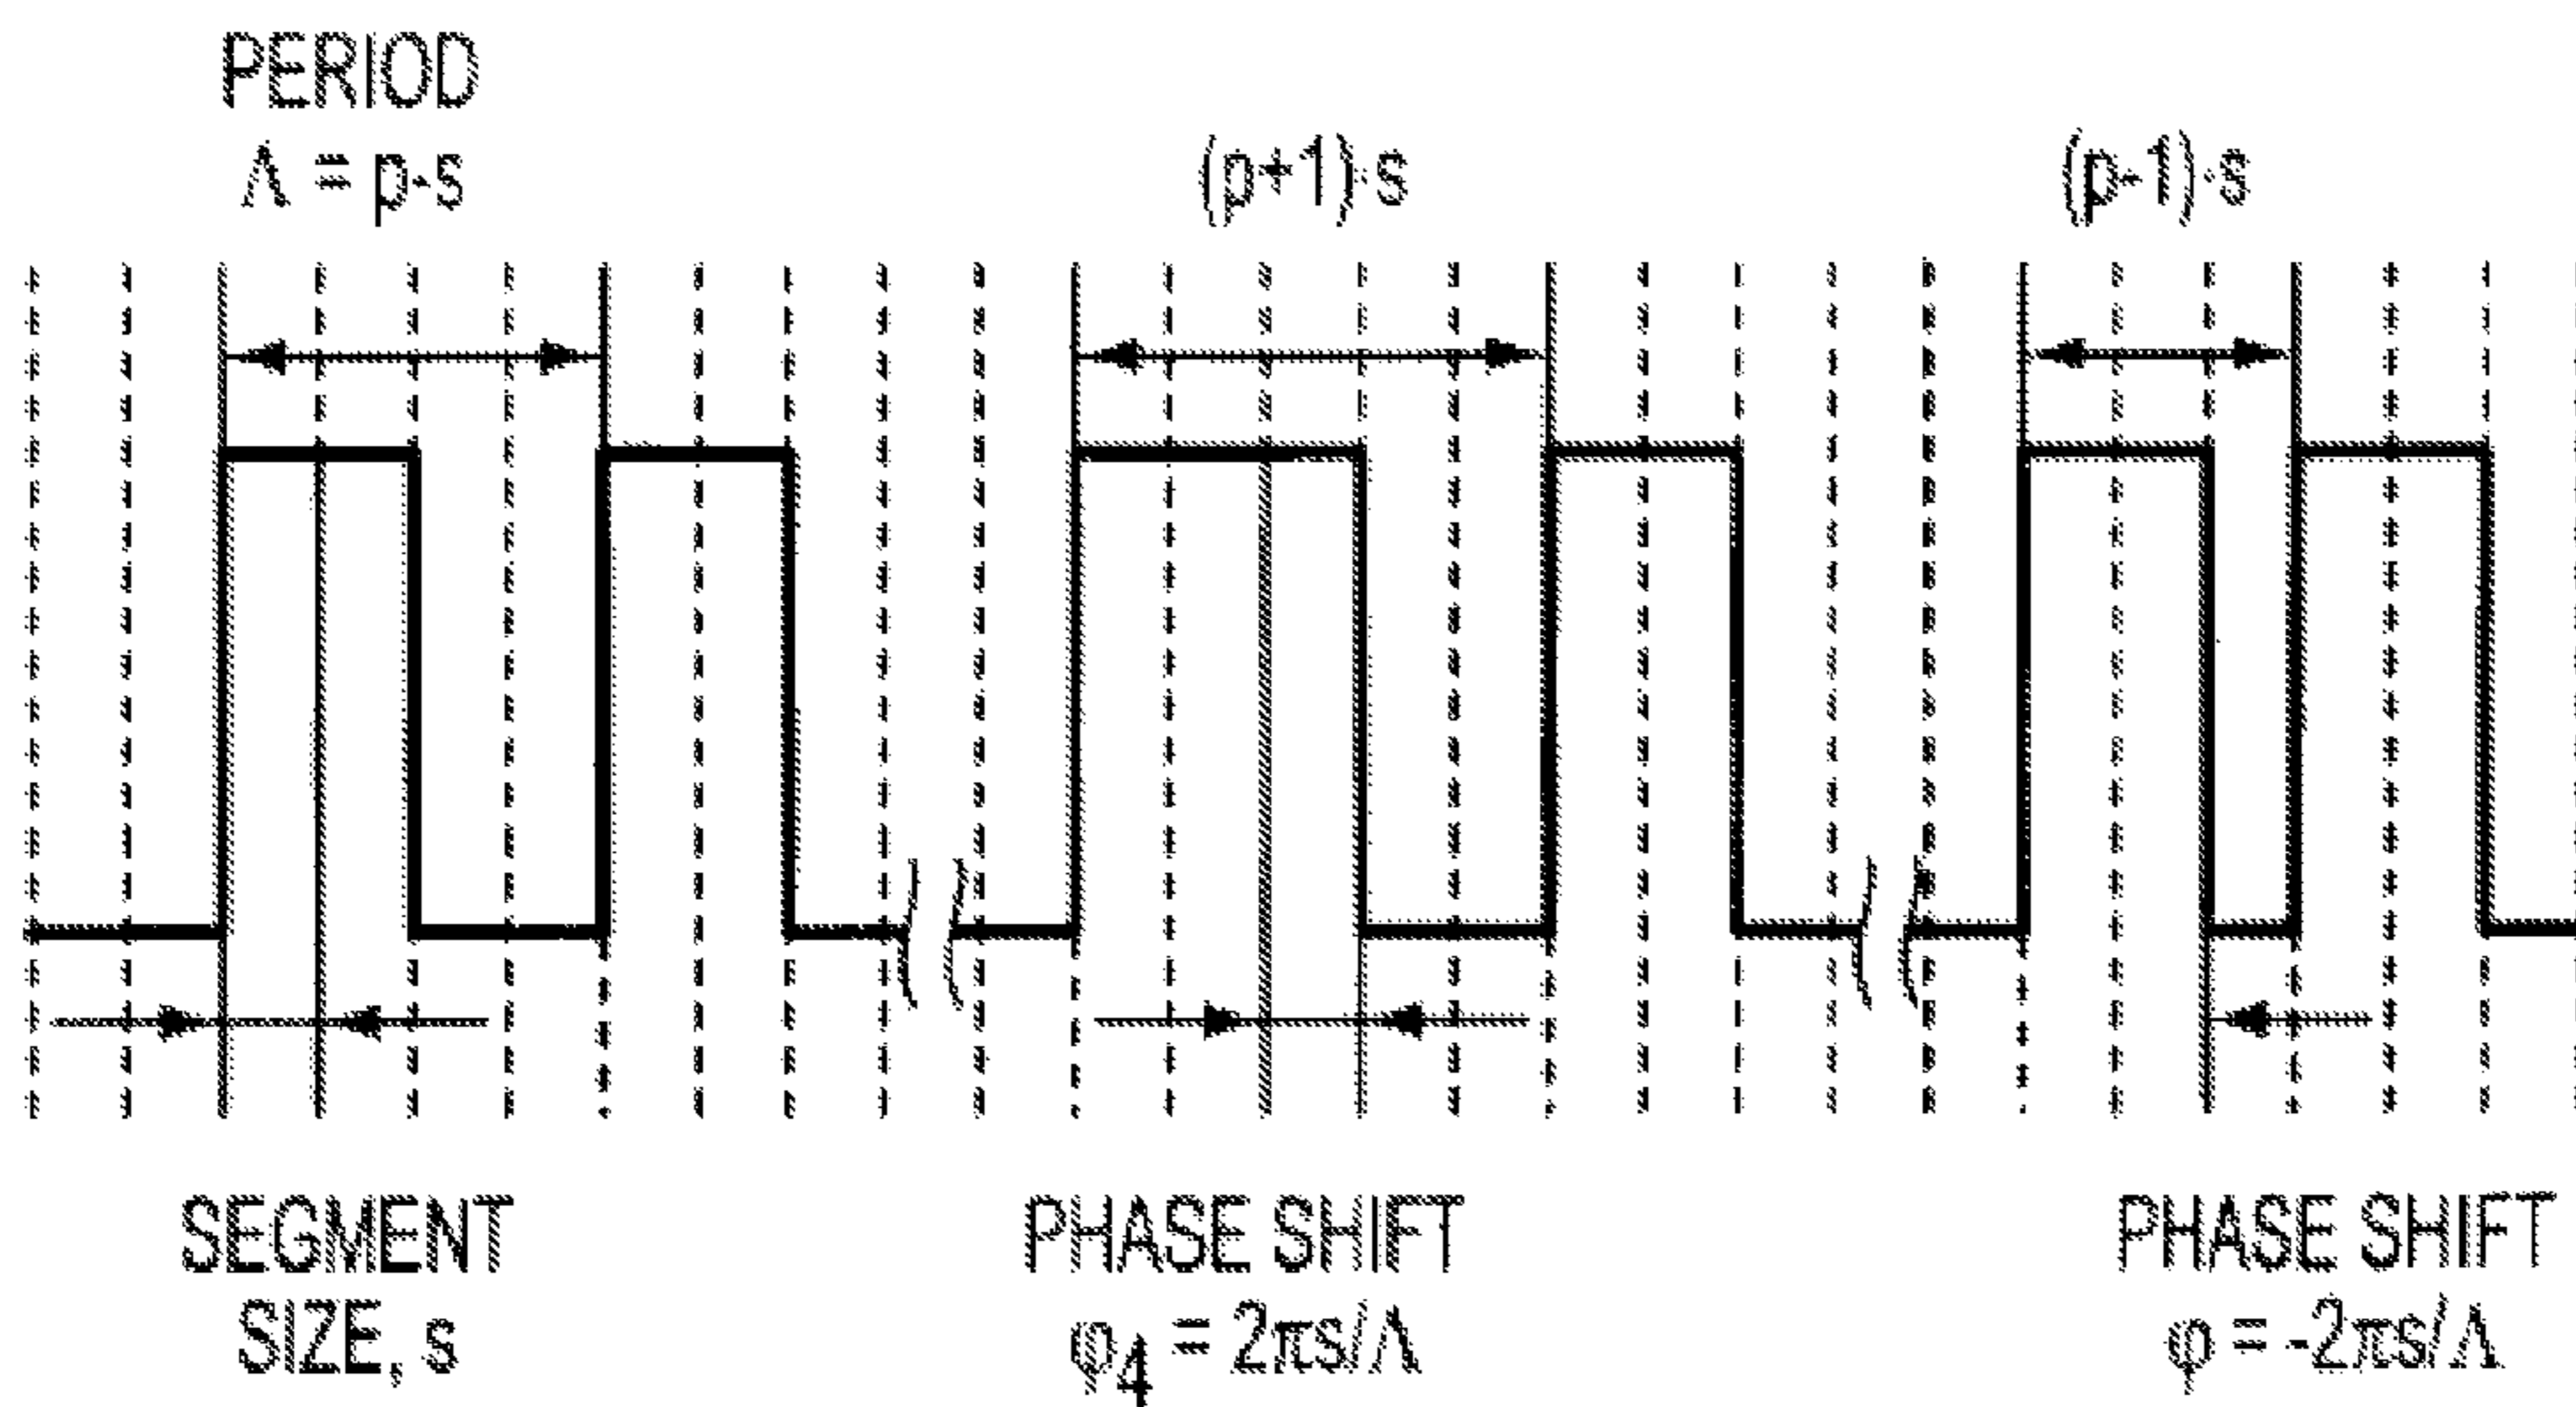 PERIOD
Λ = p·s
(p+1)·s
(p-1)·s
SEGMENT
SIZE, s
PHASE SHIFT
φ₄ = 2πs/Λ
PHASE SHIFT
φ = -2πs/Λ